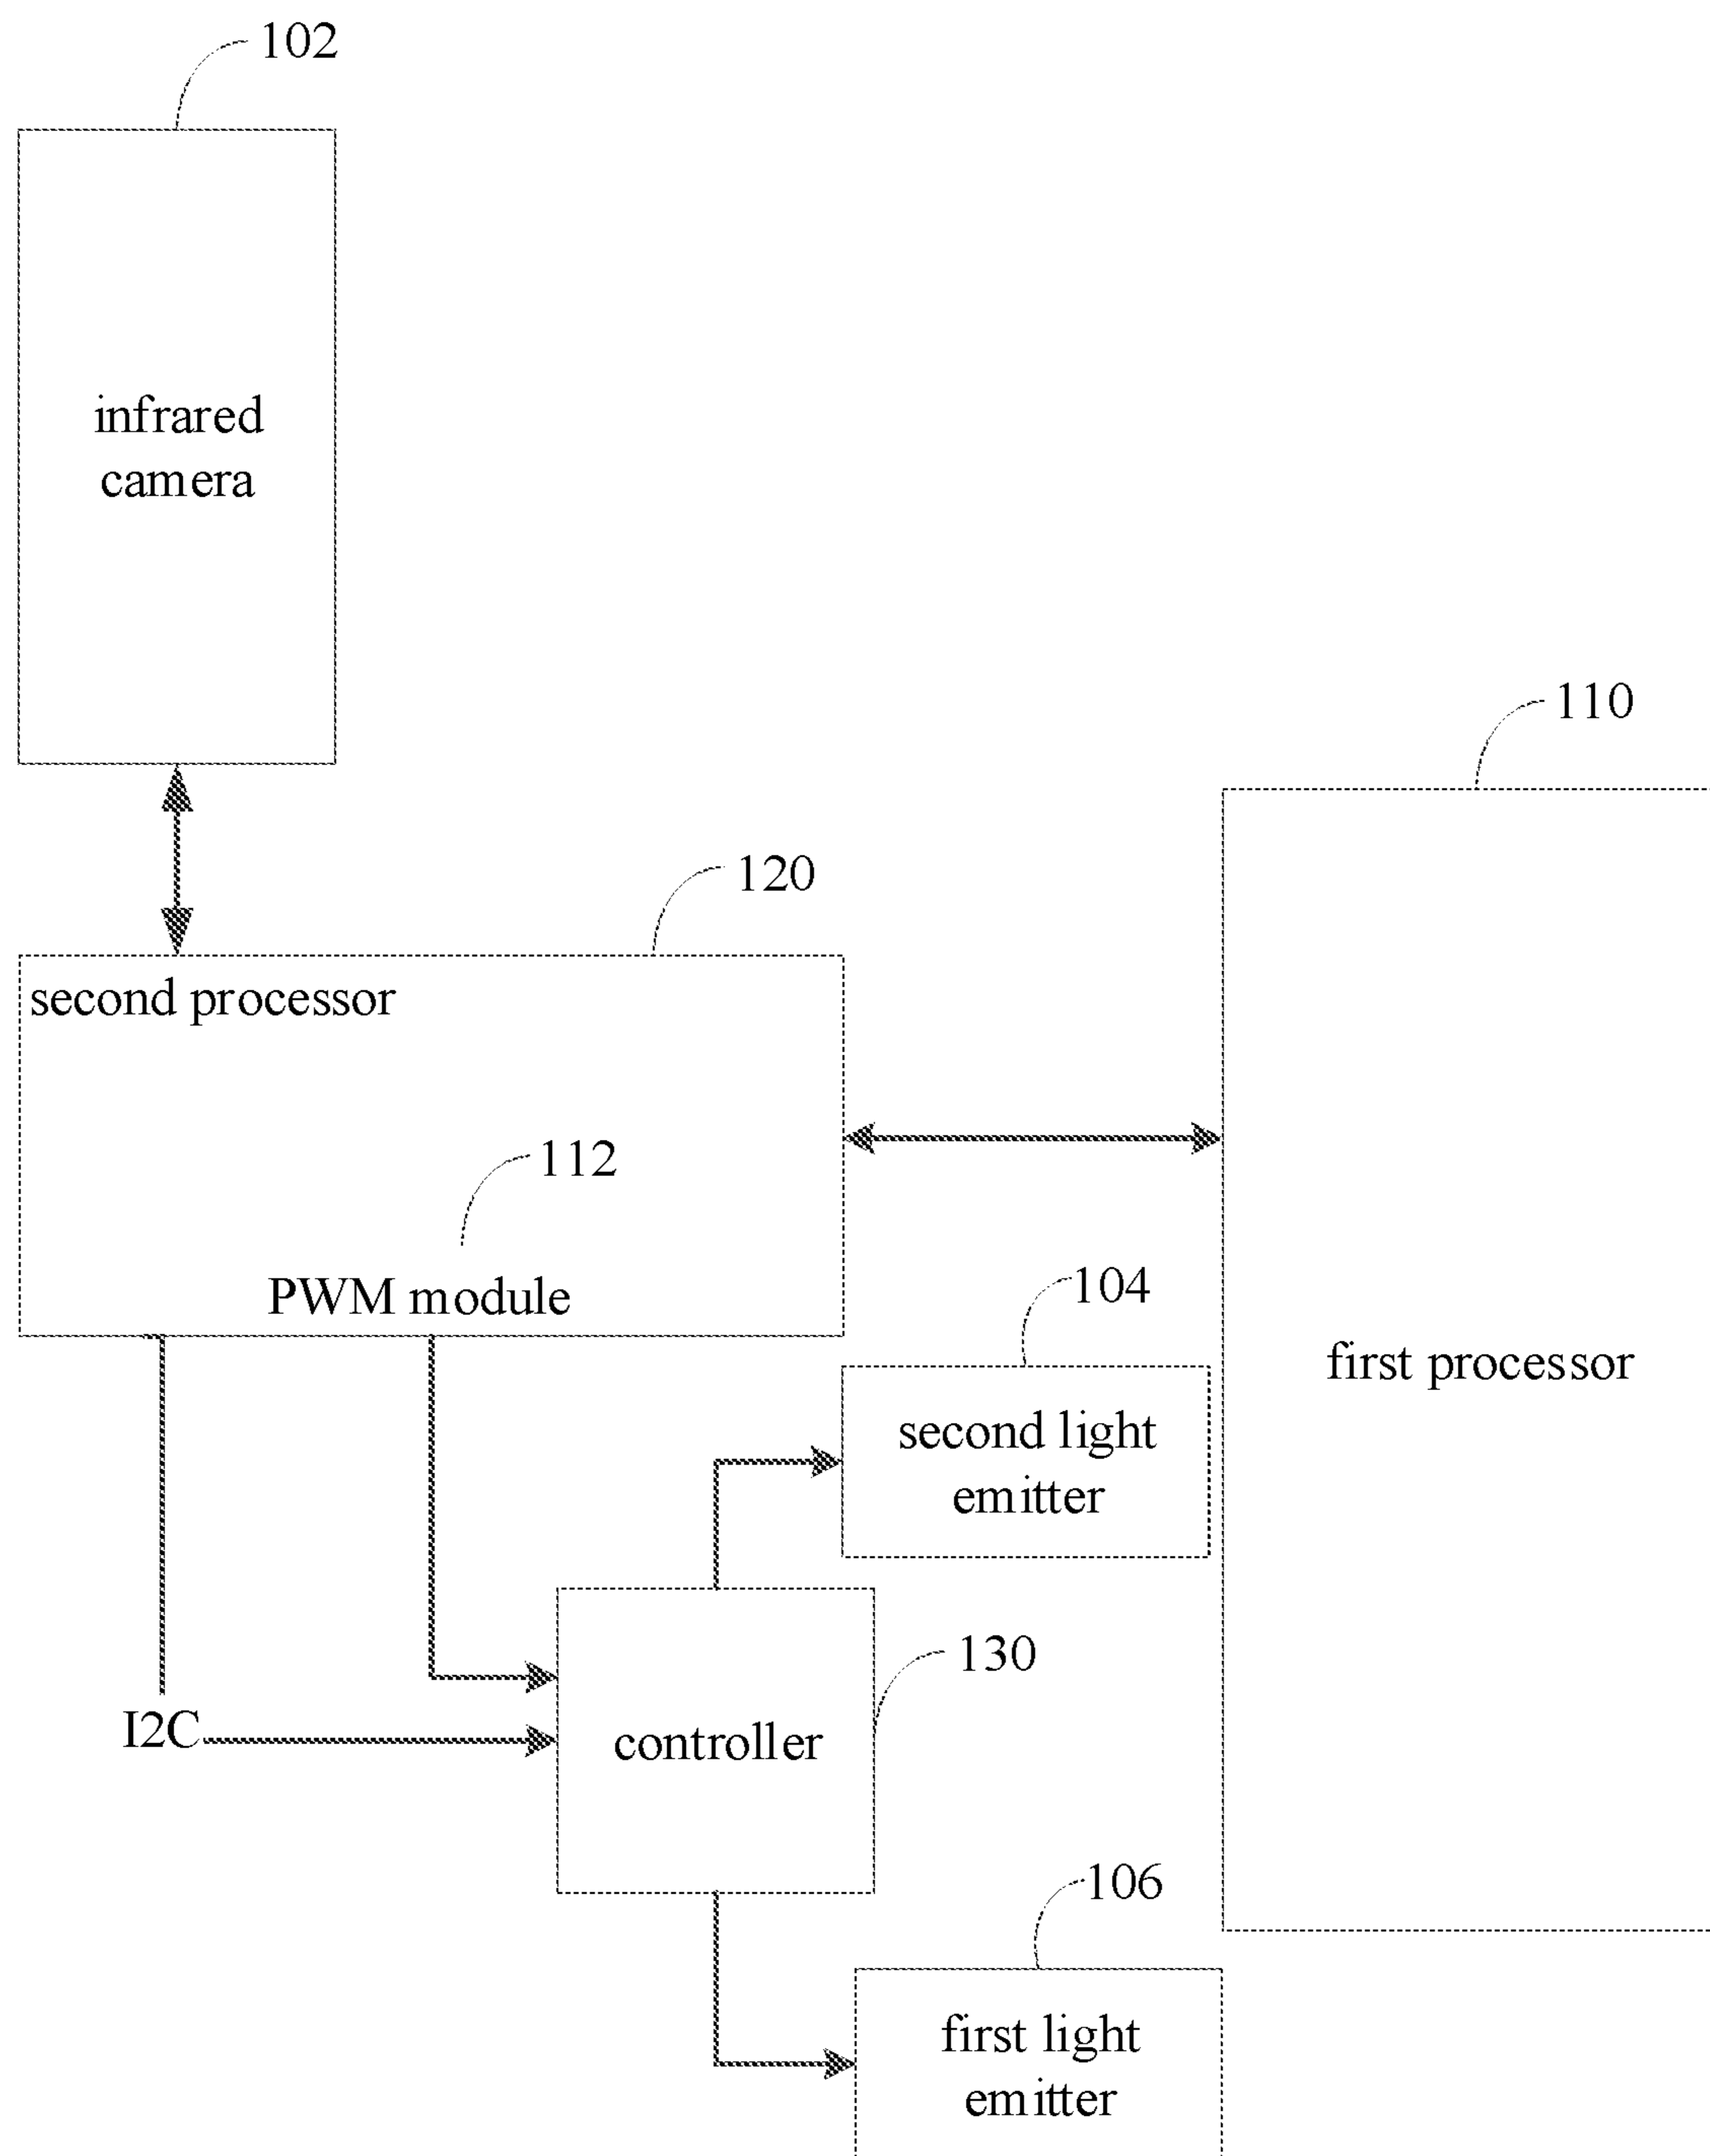 102
infrared
camera
110
120
second processor
112
PWM module
104
first processor
second light
emitter
130
I2C
controller
106
first light
emitter